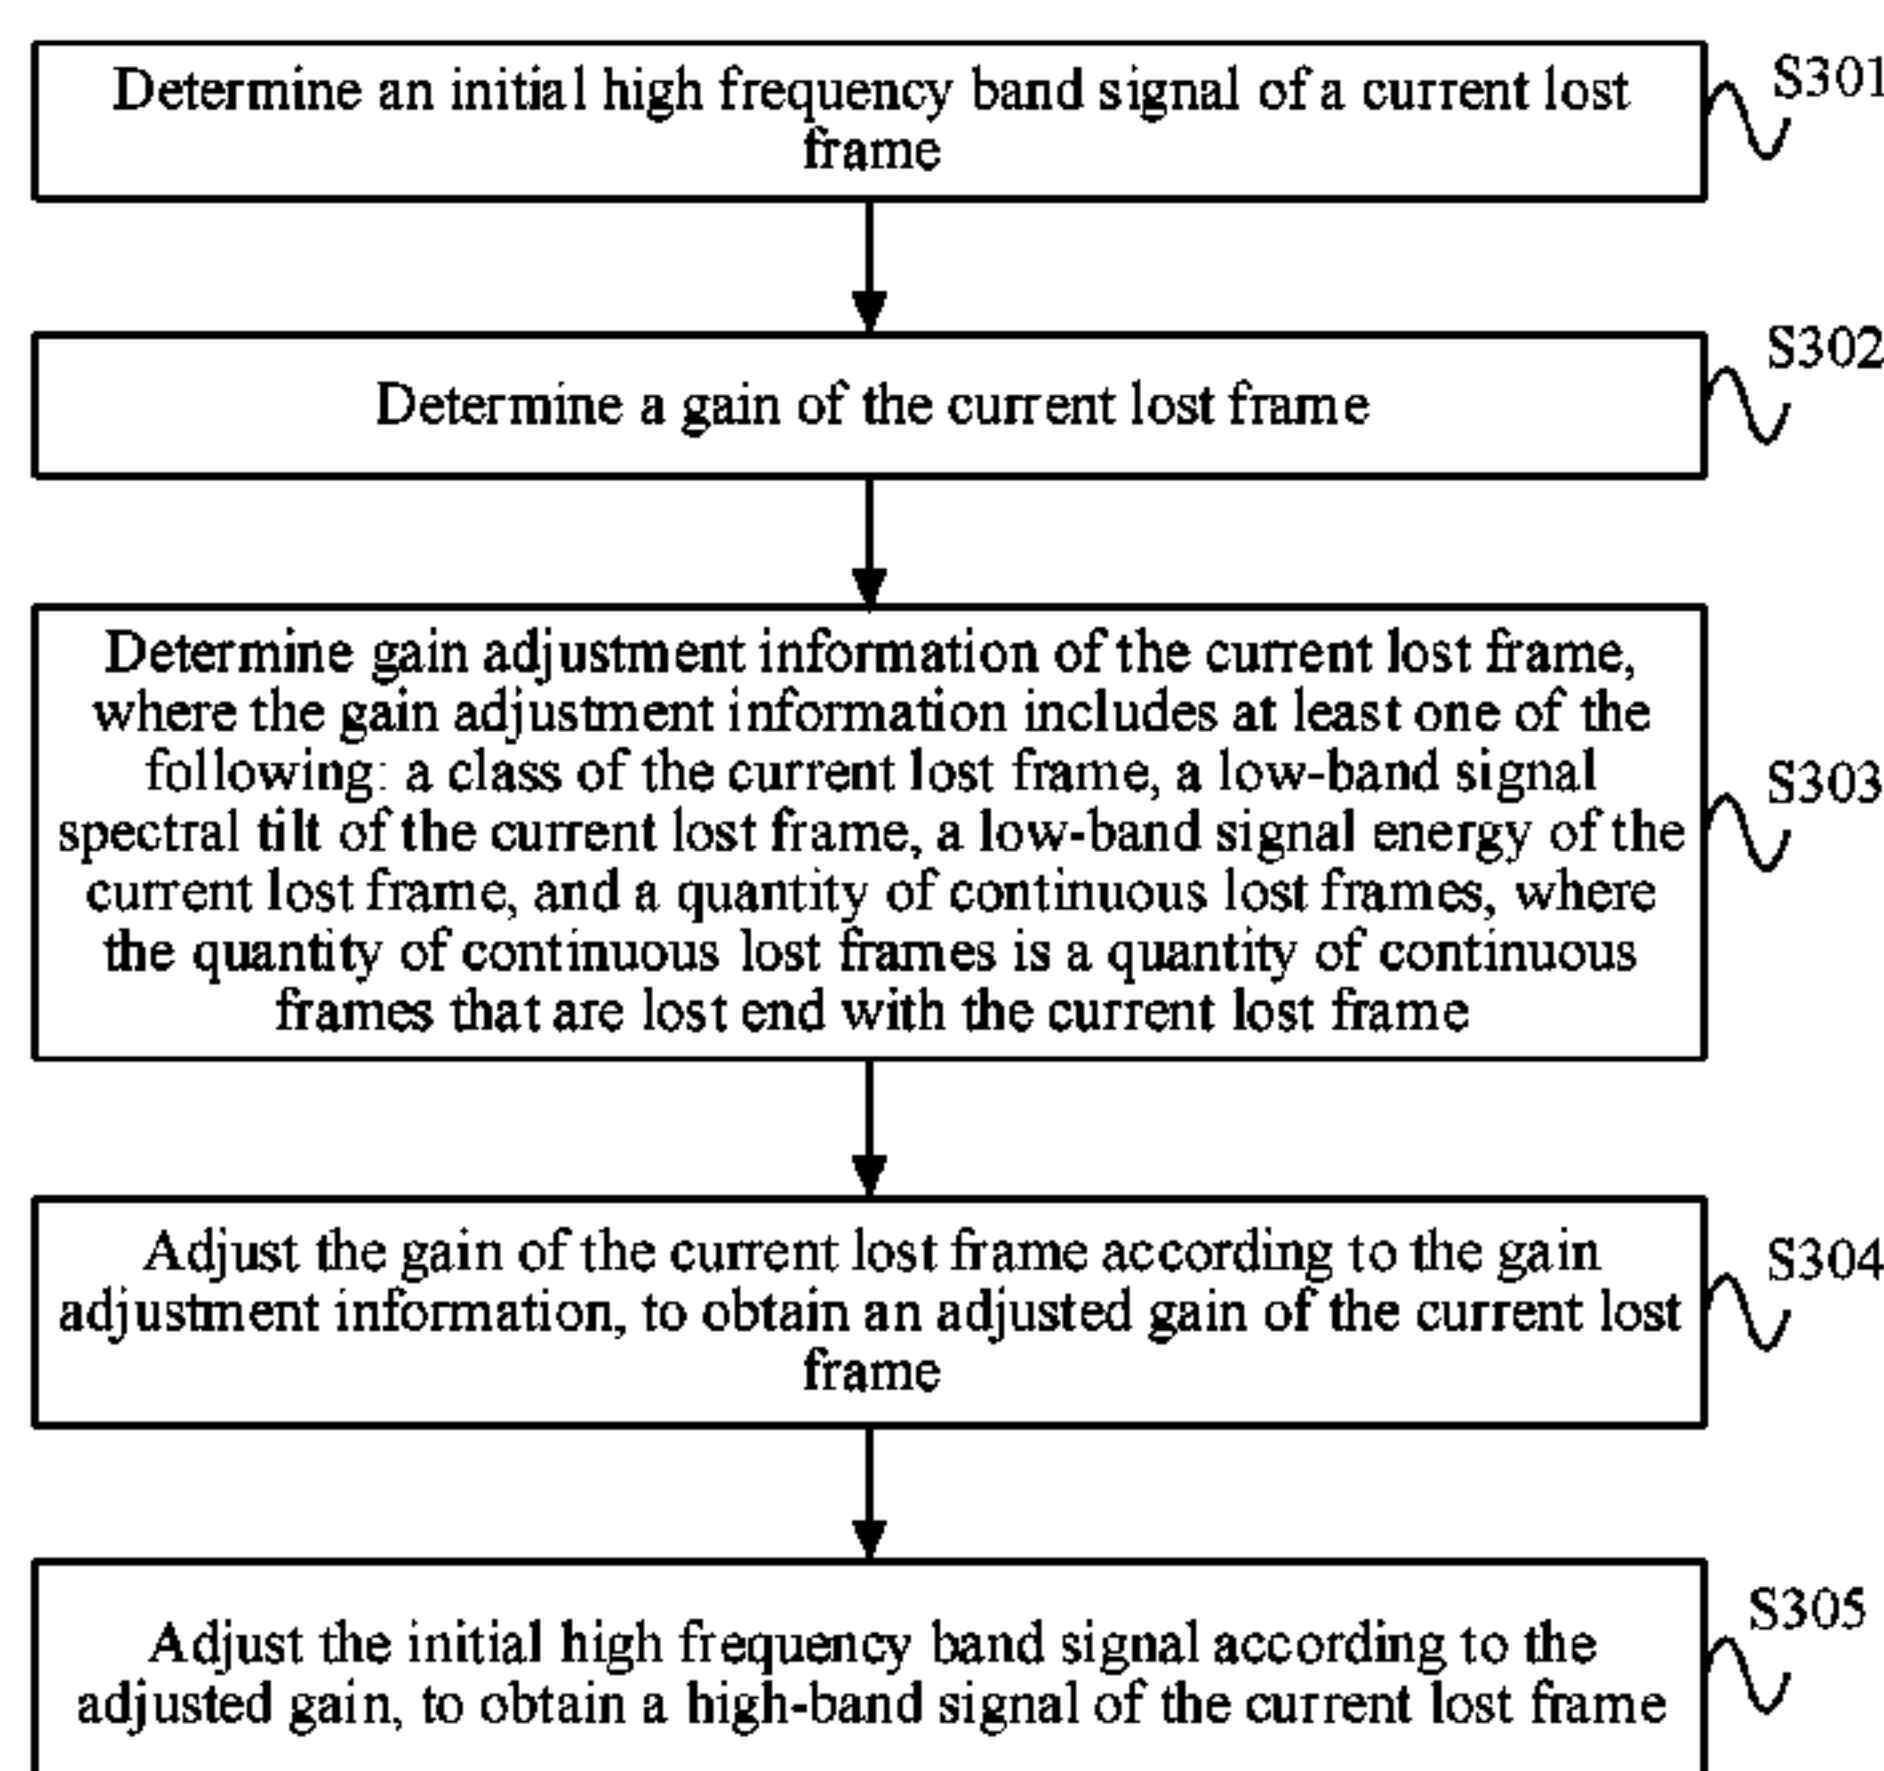 Determine an initial high frequency band signal of a current lost
frame
S301
Determine a gain of the current lost frame
S302
Determine gain adjustment information of the current lost frame,
where the gain adjustment information includes at least one of the
following: a class of the current lost frame, a low-band signal
spectral tilt of the current lost frame, a low-band signal energy of the
current lost frame, and a quantity of continuous lost frames, where
the quantity of continuous lost frames is a quantity of continuous
frames that are lost end with the current lost frame
S303
Adjust the gain of the current lost frame according to the gain
adjustment information, to obtain an adjusted gain of the current lost
frame
S304
Adjust the initial high frequency band signal according to the
adjusted gain, to obtain a high-band signal of the current lost frame
S305